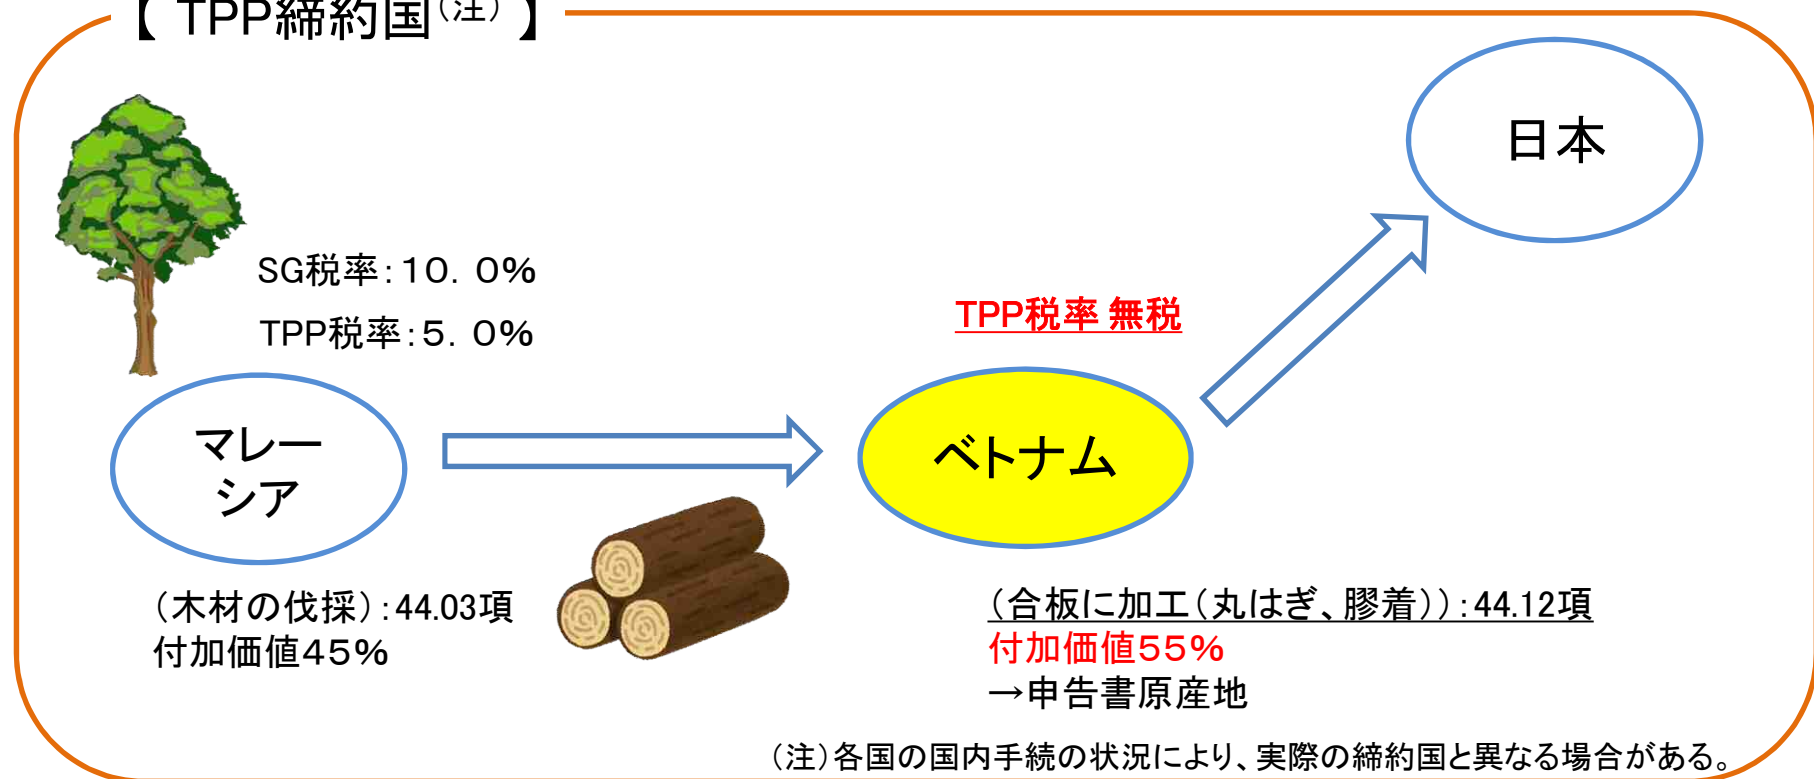 【 TPP締約国(注) 】
日本
SG税率:10.0%
TPP税率:5.0%
TPP税率 無税
マレー
シア
ベトナム
(木材の伐採):44.03項
付加価値45%
(合板に加工(丸はぎ、膠着)):44.12項
付加価値55%
→申告書原産地
(注)各国の国内手続の状況により、実際の締約国と異なる場合がある。